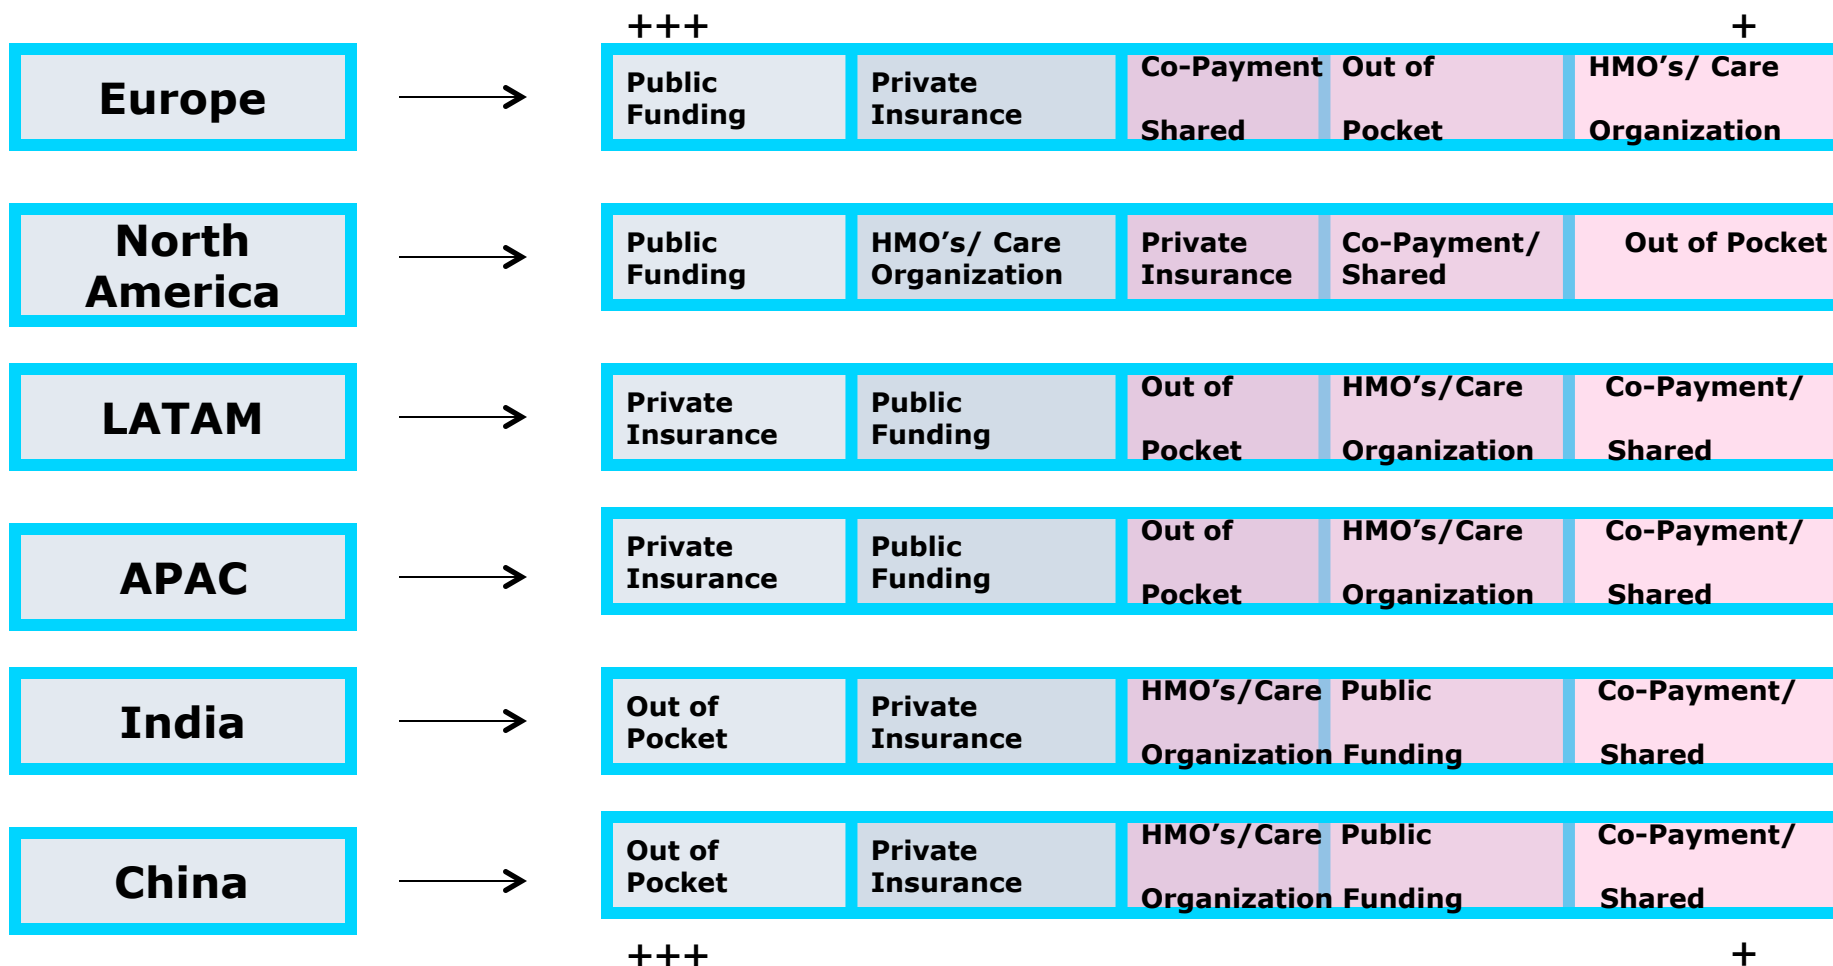 +++ +
Europe
Public
Funding
Private
Insurance
Co-Payment
Shared
Out of
Pocket
HMO's/ Care
Organization
North
America
Public
Funding
HMO's/ Care
Organization
Private
Insurance
Co-Payment/
Shared
Out of Pocket
LATAM
Private
Insurance
Public
Funding
Out of
Pocket
HMO's/Care
Organization
Co-Payment/
Shared
APAC
Private
Insurance
Public
Funding
Out of
Pocket
HMO's/Care
Organization
Co-Payment/
Shared
India
Out of
Pocket
Private
Insurance
HMO's/Care
Organization
Public
Funding
Co-Payment/
Shared
China
Out of
Pocket
Private
Insurance
HMO's/Care
Organization
Public
Funding
Co-Payment/
Shared
+++ +